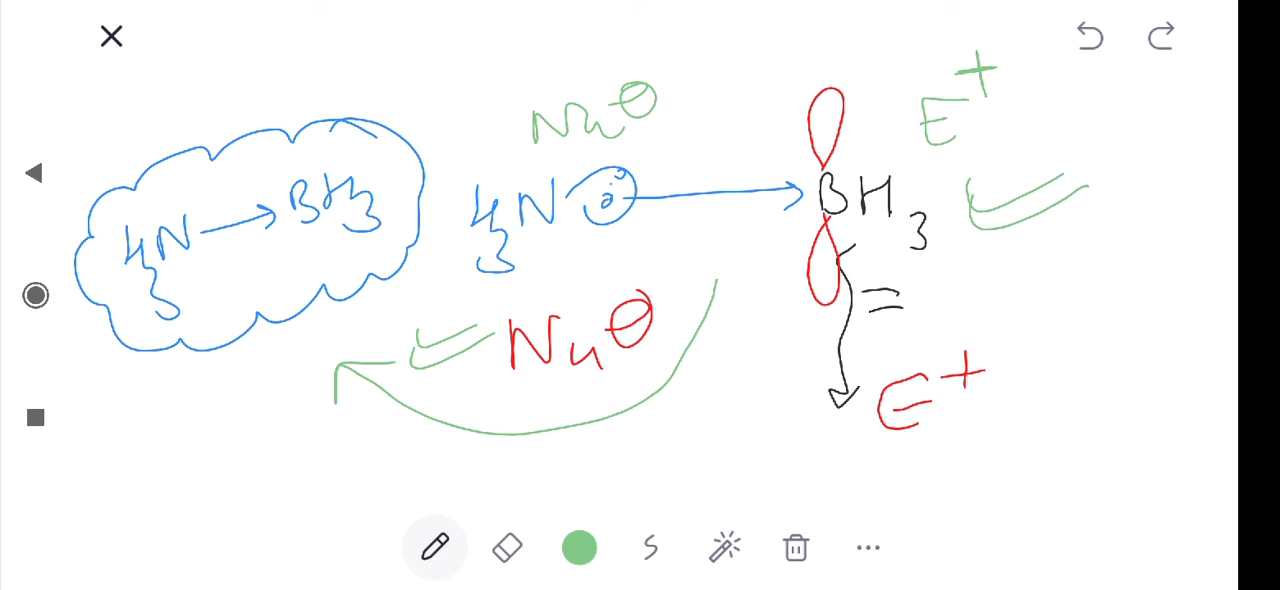 Nu⊖
E+
H3N → BH3
H3N: → BH3
Nu⊖
=
E+
S